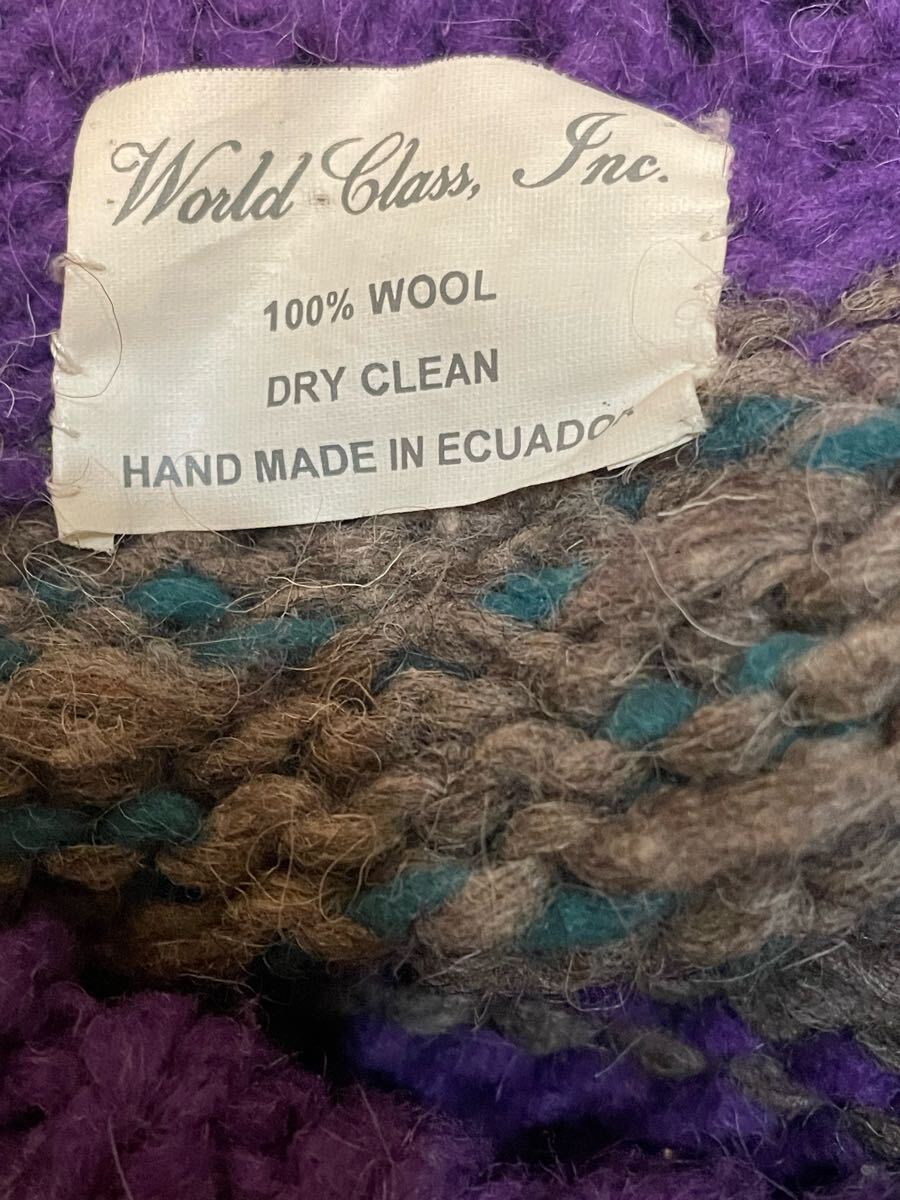 World Class, Inc.
100% WOOL
DRY CLEAN
HAND MADE IN ECUADOR